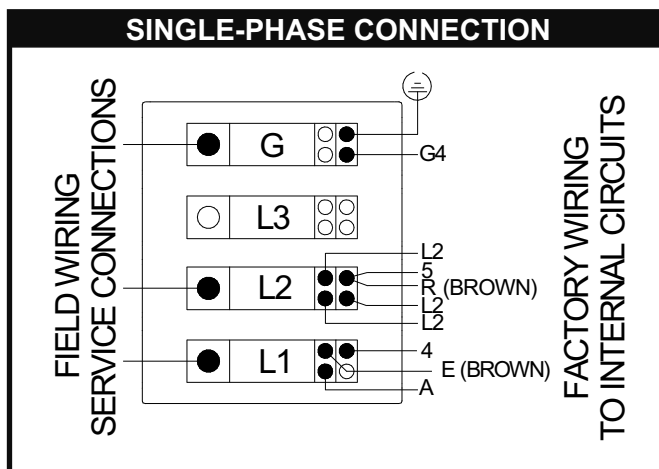 SINGLE-PHASE CONNECTION
FIELD WIRING
SERVICE CONNECTIONS
G
G4
L3
L2
L2
5
R (BROWN)
L2
L2
L1
4
E (BROWN)
A
FACTORY WIRING
TO INTERNAL CIRCUITS